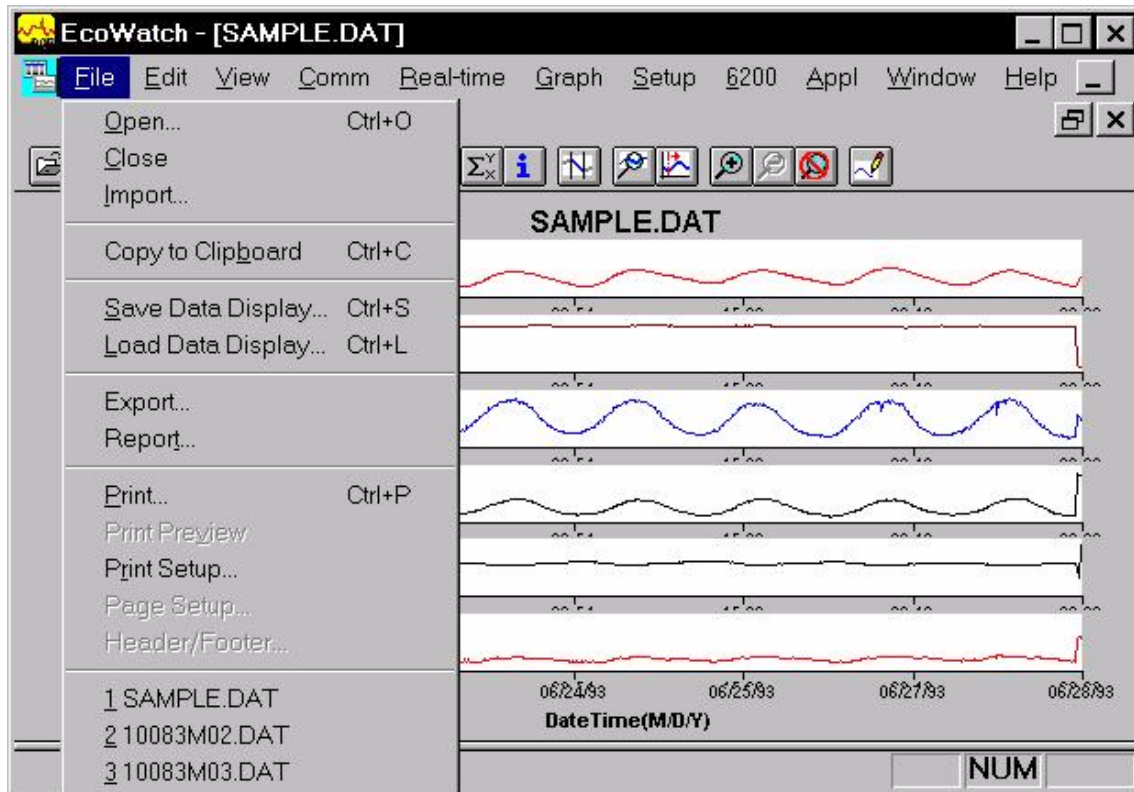 EcoWatch - [SAMPLE.DAT]
File Edit View Comm Real-time Graph Setup 6200 Appl Window Help
Open... Ctrl+O
Close
Import...
Copy to Clipboard Ctrl+C
Save Data Display... Ctrl+S
Load Data Display... Ctrl+L
Export...
Report...
Print... Ctrl+P
Print Preview
Print Setup...
Page Setup...
Header/Footer...
1 SAMPLE.DAT
2 10083M02.DAT
3 10083M03.DAT
SAMPLE.DAT
06/24/93 06/25/93 06/27/93 06/28/93
DateTime(M/D/Y)
NUM